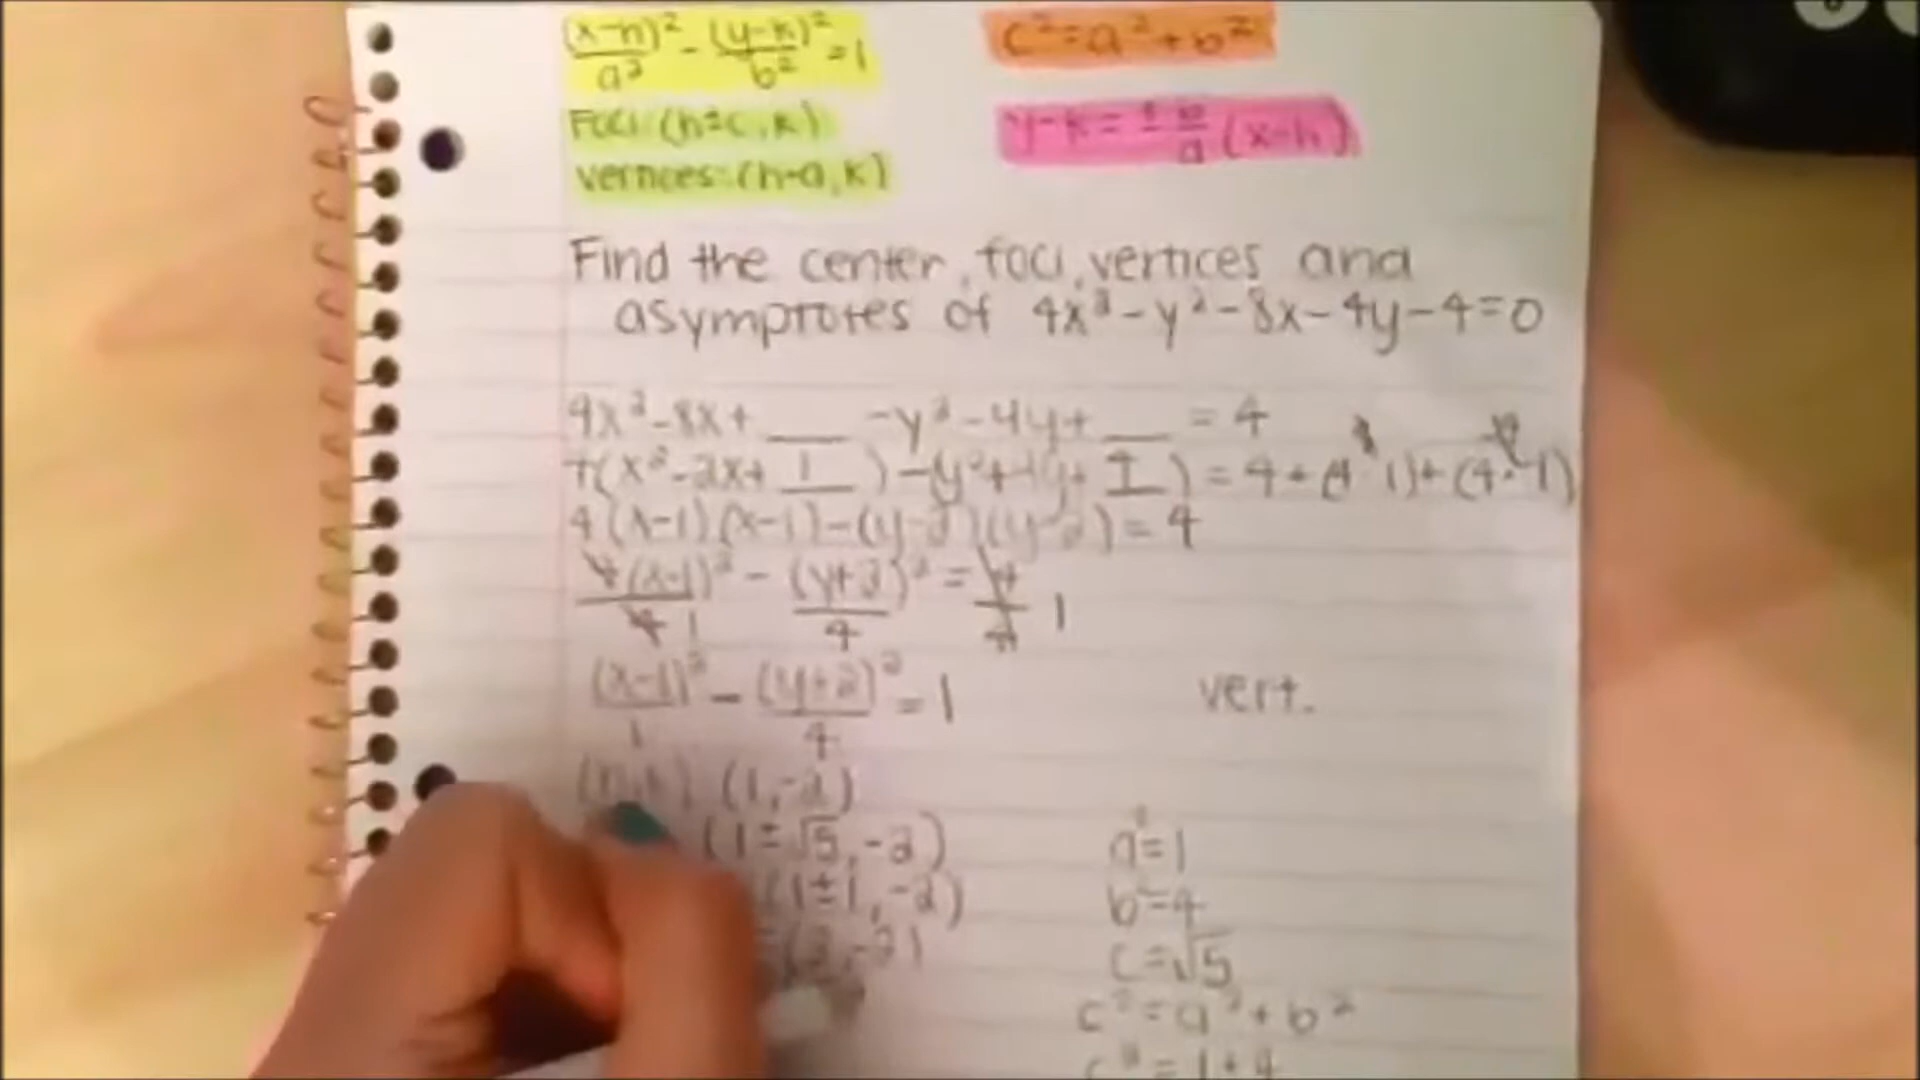 (x-h)²/a² - (y-k)²/b² = 1
c²=a²+b²
Foci: (h±c,k)
y-k=±b/a(x-h)
vertices: (h±a,k)
Find the center, foci, vertices and
asymptotes of 4x²-y²-8x-4y-4=0
4x²-8x+ ___ -y²-4y+ ___ = 4
(x²-2x+ 1 ) = 4+(4·1)+(4·-1)
4(x-1)(x-1)-(y-2)(y-2)=4
4(x-1)²/4 1 - (y+2)²/4 = 4/4 1
(x-1)²/1 - (y+2)²/4 = 1
vert.
(h,k) (1,-2)
(1±√5,-2)
a²=1
(1±1,-2)
b²=4
(2,-2)
c=√5
c²=a²+b²
c²=1+4